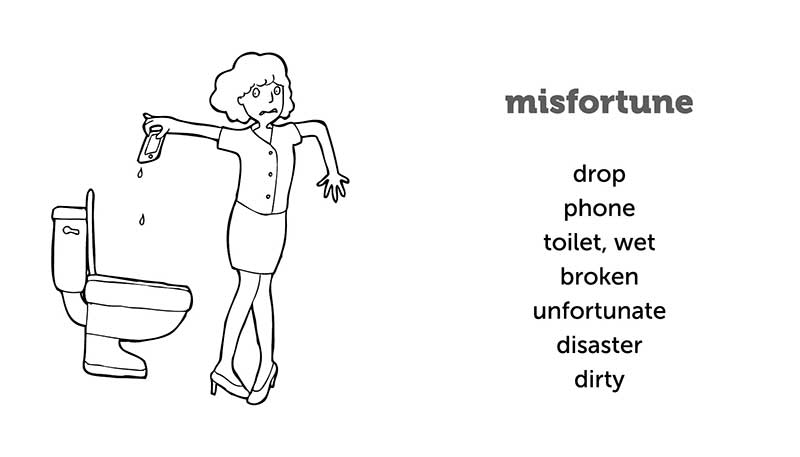 misfortune
drop
phone
toilet, wet
broken
unfortunate
disaster
dirty